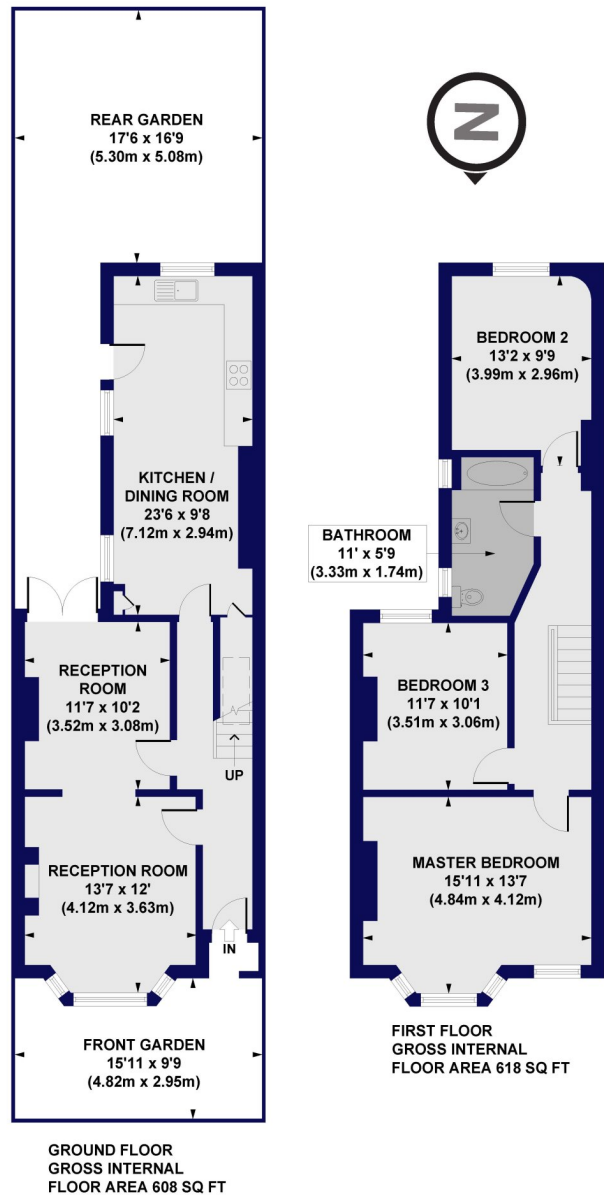 REAR GARDEN
17'6 x 16'9
(5.30m x 5.08m)
N
KITCHEN /
DINING ROOM
23'6 x 9'8
(7.12m x 2.94m)
RECEPTION
ROOM
11'7 x 10'2
(3.52m x 3.08m)
UP
RECEPTION ROOM
13'7 x 12'
(4.12m x 3.63m)
IN
FRONT GARDEN
15'11 x 9'9
(4.82m x 2.95m)
GROUND FLOOR
GROSS INTERNAL
FLOOR AREA 608 SQ FT
BEDROOM 2
13'2 x 9'9
(3.99m x 2.96m)
BATHROOM
11' x 5'9
(3.33m x 1.74m)
BEDROOM 3
11'7 x 10'1
(3.51m x 3.06m)
MASTER BEDROOM
15'11 x 13'7
(4.84m x 4.12m)
FIRST FLOOR
GROSS INTERNAL
FLOOR AREA 618 SQ FT